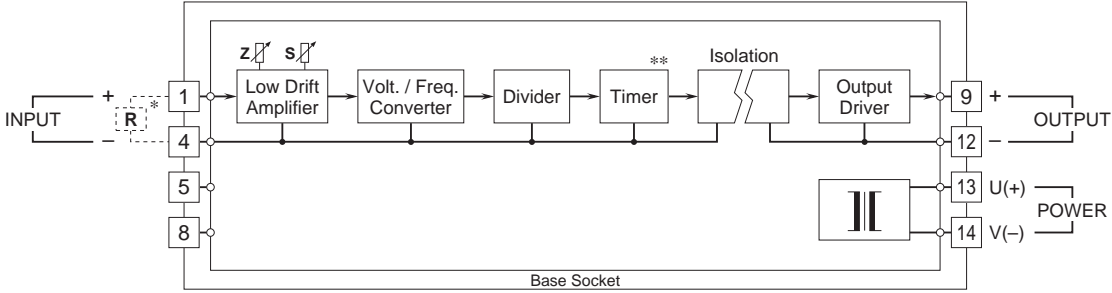 Z S ** Isolation
1 Low Drift Amplifier Volt. / Freq. Converter Divider Timer Output Driver 9
INPUT + * R – 4
+ OUTPUT – 12
5
8
13 U(+)
POWER
14 V(–)
Base Socket